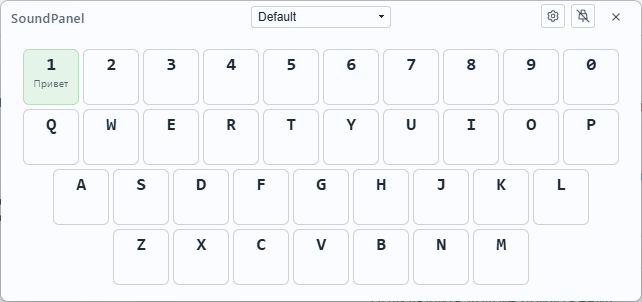 SoundPanel
Default
1 2 3 4 5 6 7 8 9 0
Привет
Q W E R T Y U I O P
A S D F G H J K L
Z X C V B N M